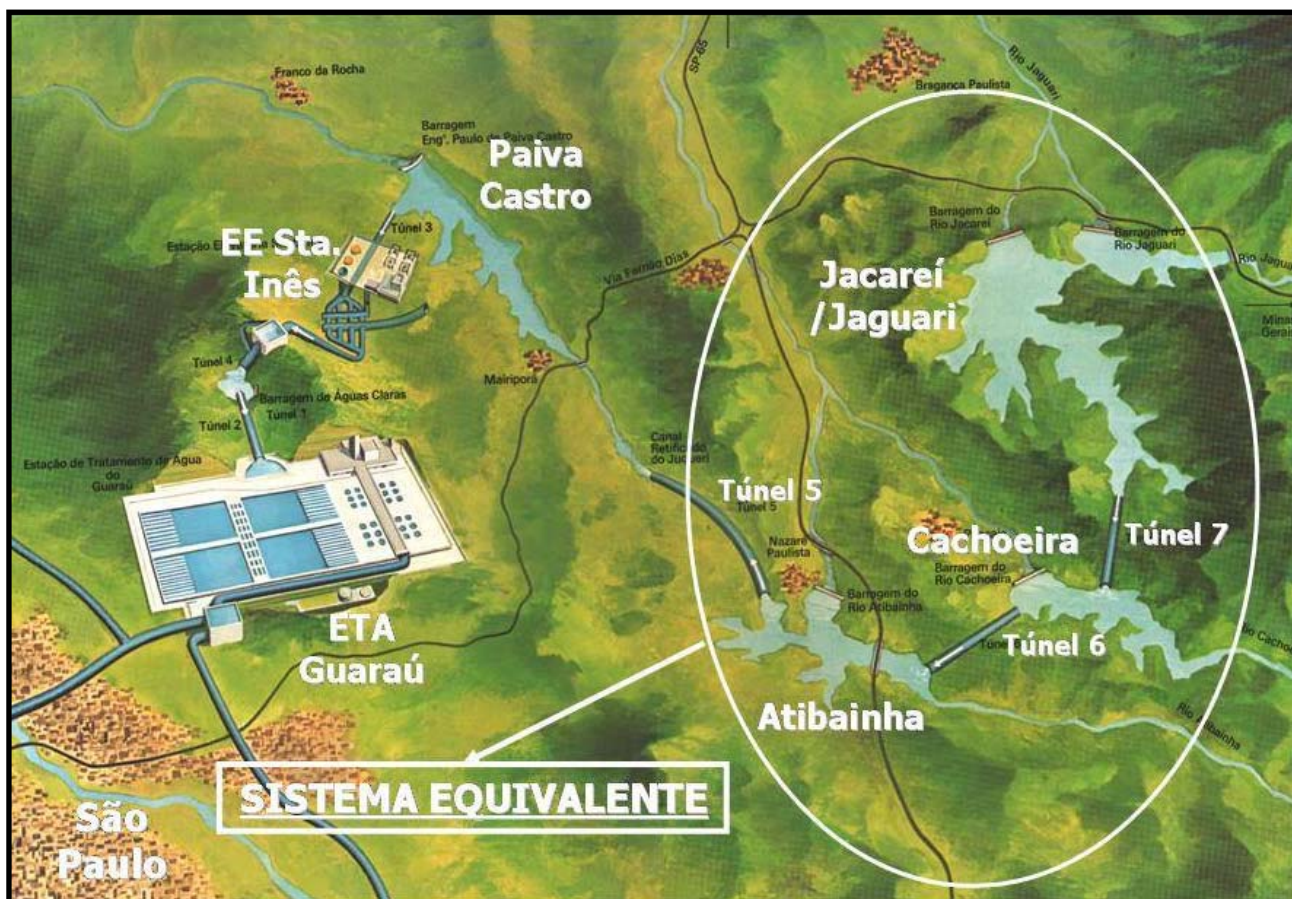 Franco da Rocha
Barragem
Engº. Paulo de Paiva Castro
Paiva
Castro
Túnel 3
EE Sta.
Inês
Túnel 4
Barragem de Águas Claras
Túnel 1
Túnel 2
Estação de Tratamento de Água
do
Guaraú
ETA
Guaraú
São
Paulo
SISTEMA EQUIVALENTE
Mairiporã
Via Fernão Dias
SP-65
Bragança Paulista
Rio Jaguari
Barragem do
Rio Jacareí
Barragem do
Rio Jaguari
Jacareí
/Jaguari
Canal
Retificado
do Juqueri
Túnel 5
Túnel 5
Nazaré
Paulista
Barragem do
Rio Atibainha
Cachoeira
Barragem do
Rio Cachoeira
Túnel 7
Túnel 6
Atibainha
Rio Atibainha